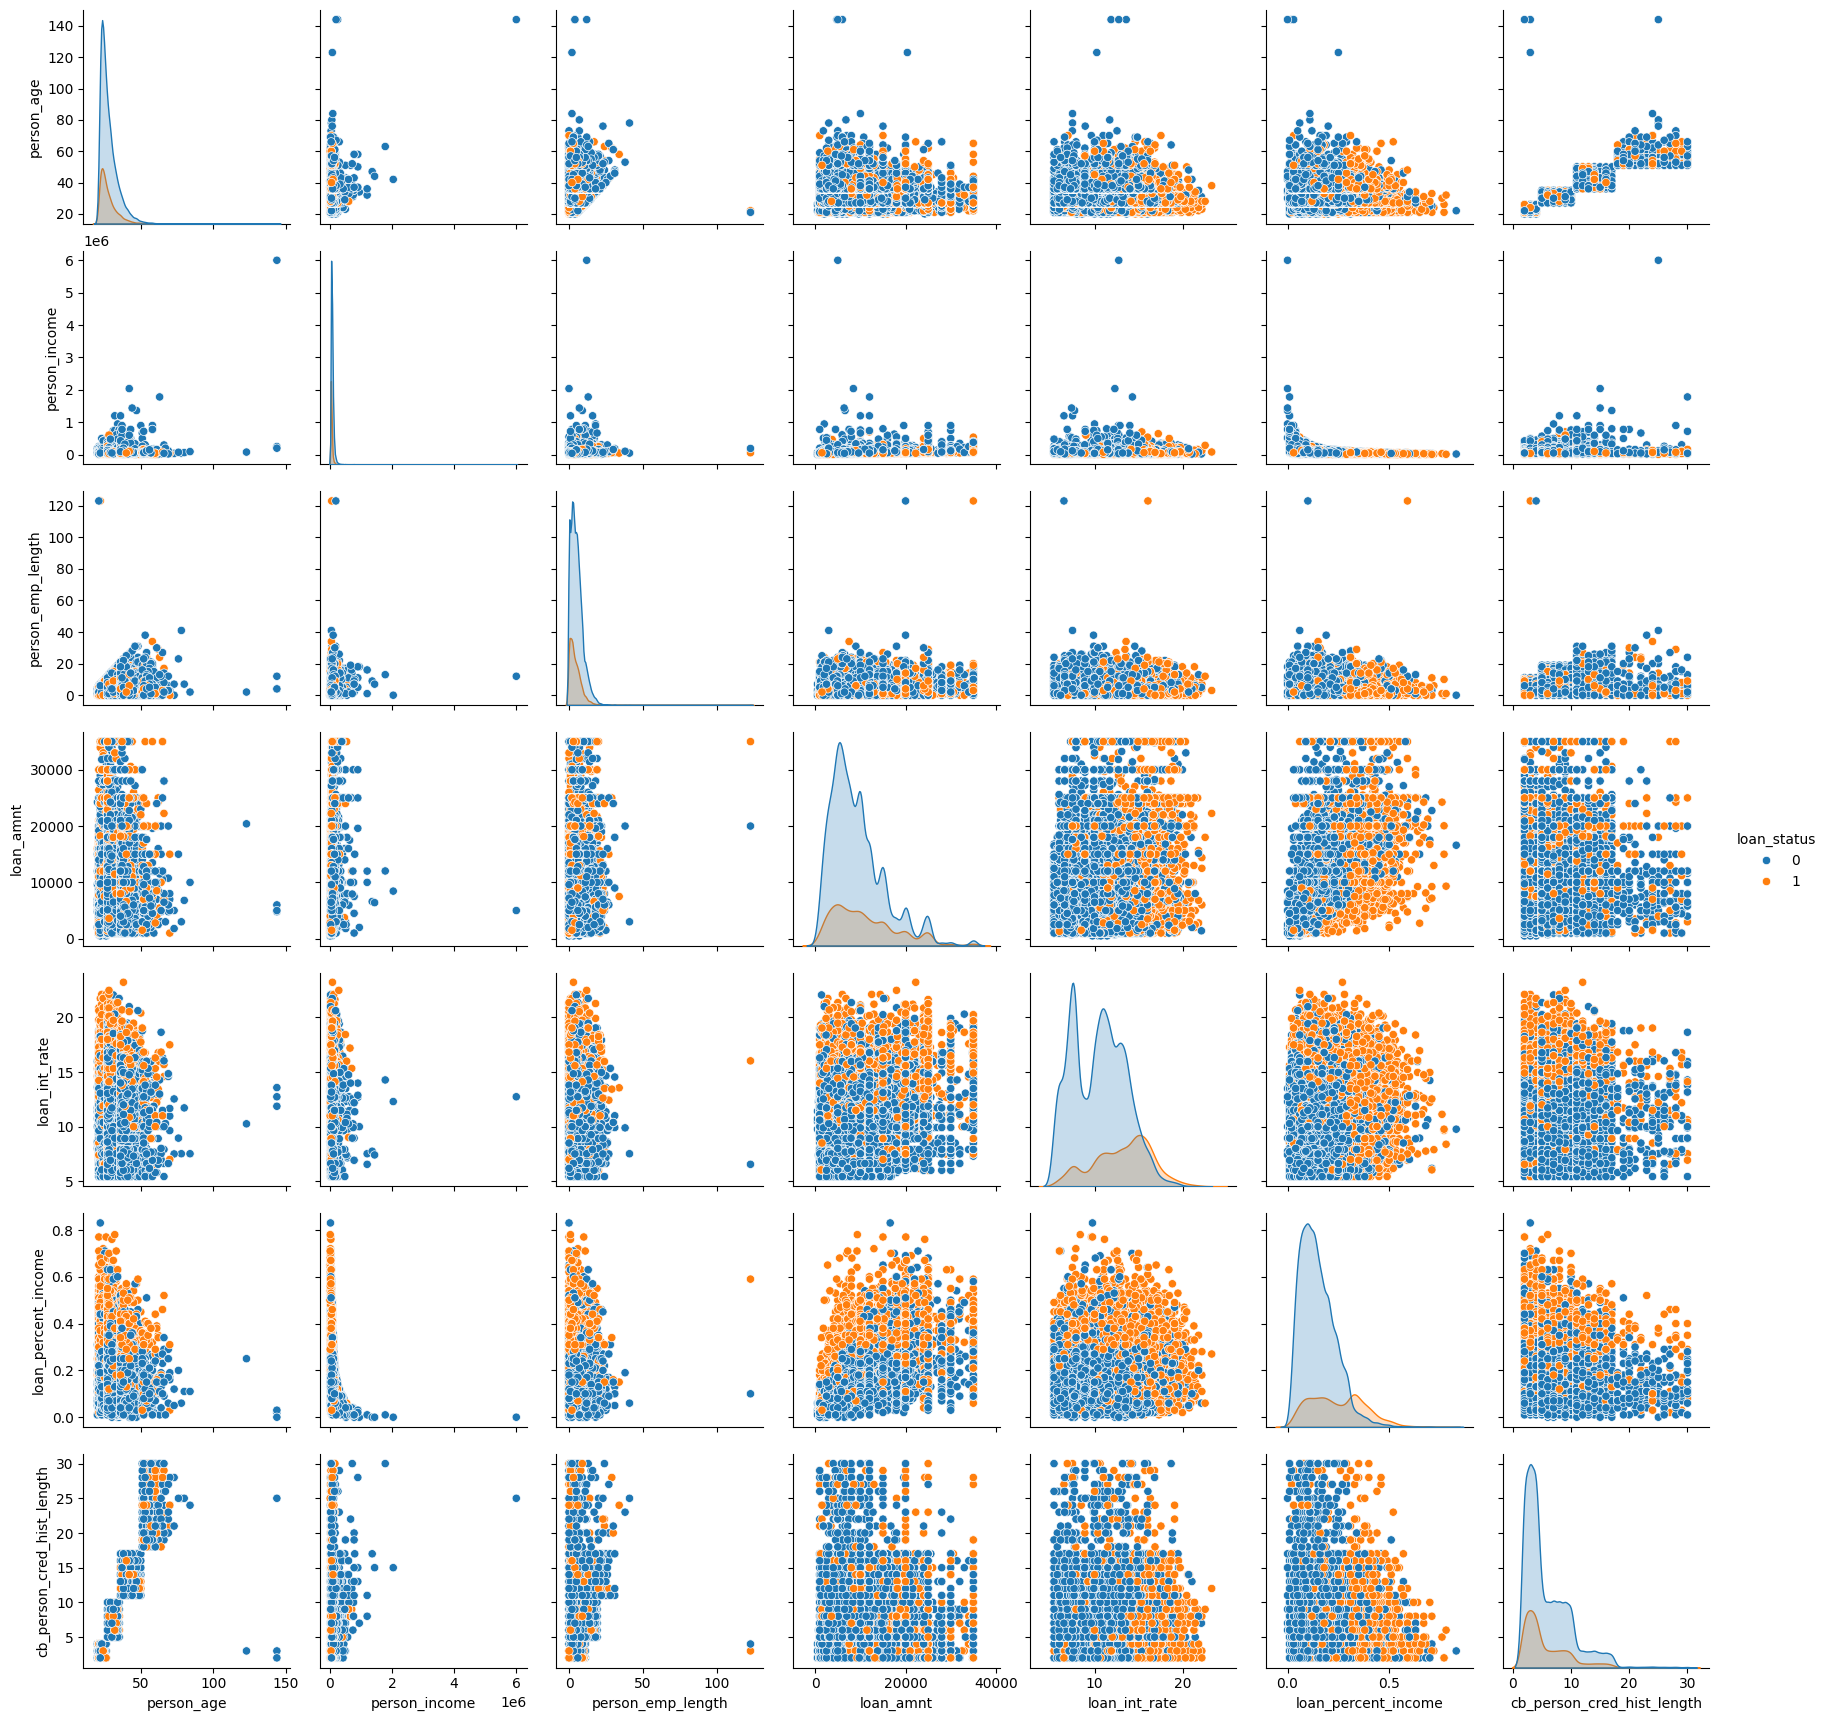 140
120
100
80
60
40
20
person_age
1e6
6
5
4
3
2
1
0
person_income
120
100
80
60
40
20
0
person_emp_length
30000
20000
10000
0
loan_amnt
loan_status
0
1
20
15
10
5
loan_int_rate
0.8
0.6
0.4
0.2
0.0
loan_percent_income
30
25
20
15
10
5
cb_person_cred_hist_length
50 100 150
0 2 4 6
0 50 100
0 20000 40000
10 20
0.0 0.5
0 10 20 30
1e6
person_age person_income person_emp_length loan_amnt loan_int_rate loan_percent_income cb_person_cred_hist_length